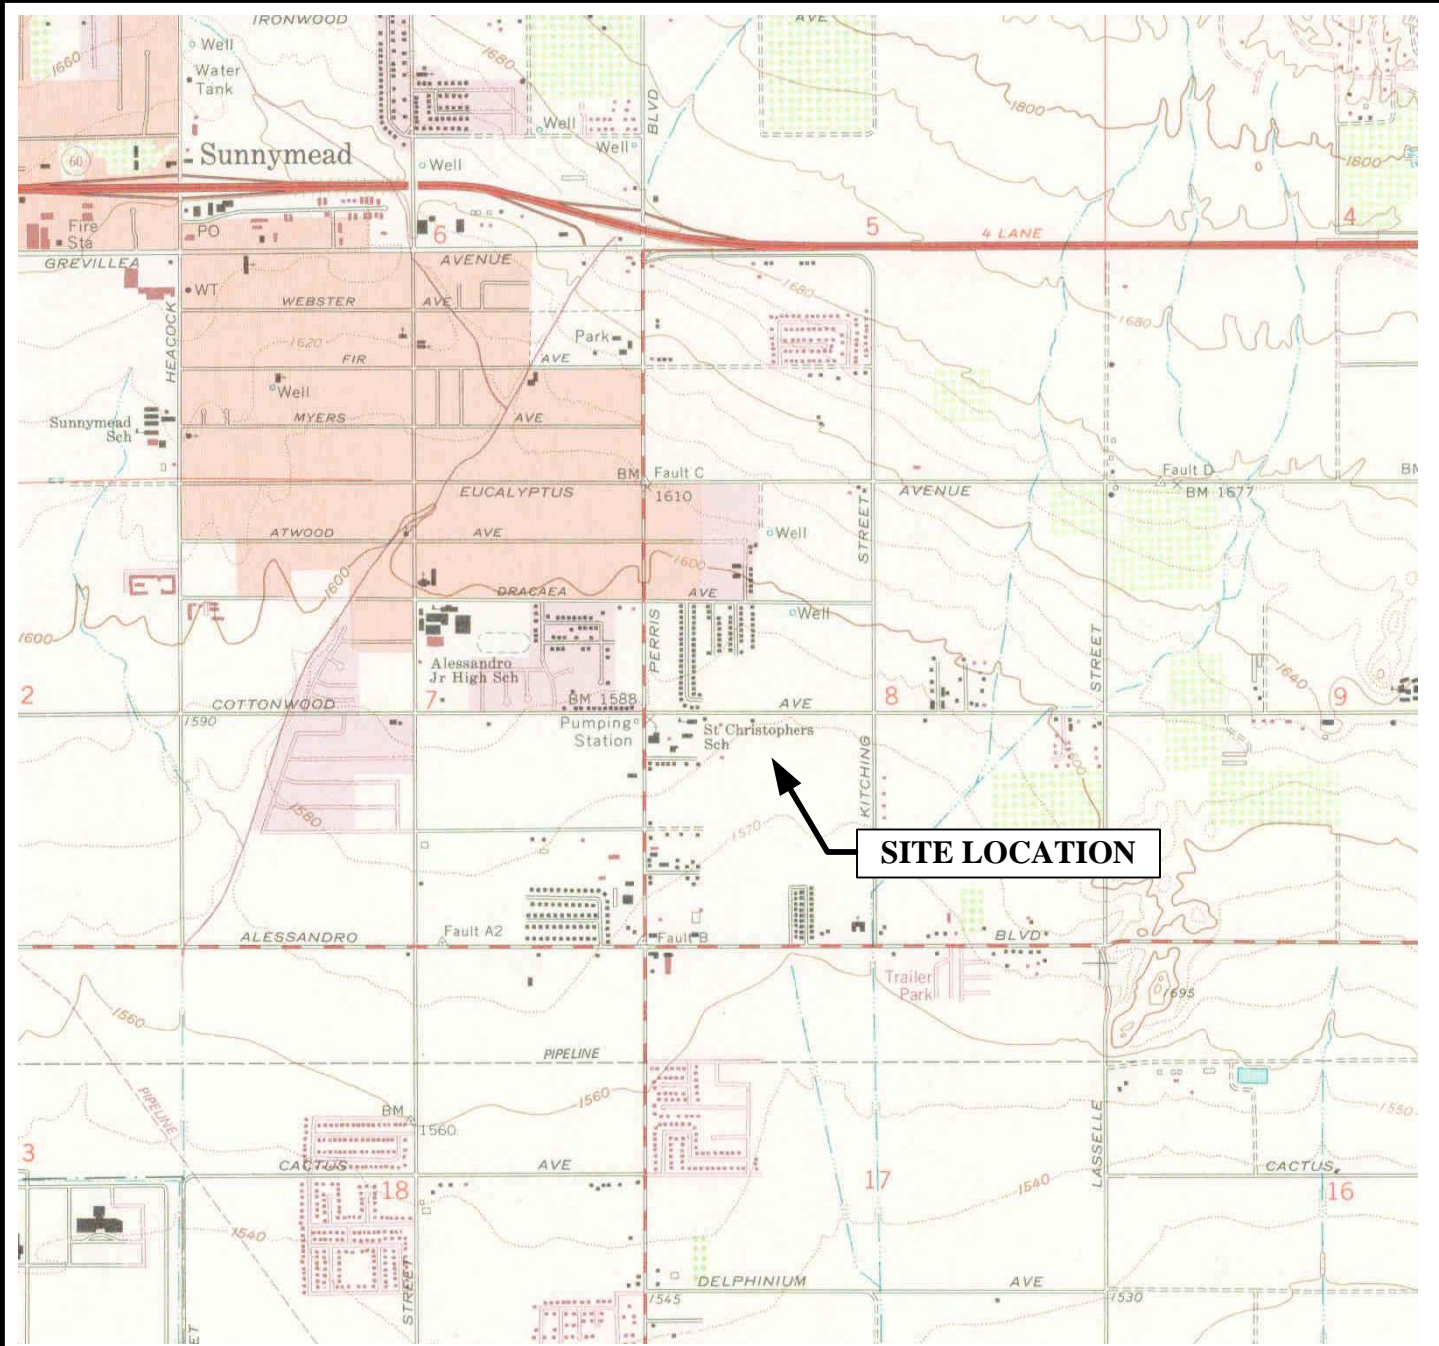 IRONWOOD
AVE
Well
1660
1680
Water
Tank
1800
Well
BLVD
Well
60
Sunnymead
Well
1800
Fire
Sta
PO
6
5
4 LANE
4
GREVILLEA
AVENUE
WT
1680
WEBSTER
AVE
HEACOCK
1680
1620
Park
FIR
AVE
Well
MYERS
AVE
Sunnymead
Sch
BM
Fault C
Fault D
BM
EUCALYPTUS
1610
AVENUE
BM 1677
ATWOOD
AVE
Well
STREET
1600
1600
DRACAEA
AVE
Well
1600
PERRIS
STREET
Alessandro
Jr High Sch
1640
2
7
BM 1588
8
9
COTTONWOOD
AVE
1590
Pumping
Station
St Christophers
Sch
KITCHING
1600
1580
1570
SITE LOCATION
ALESSANDRO
Fault A2
Fault B
BLVD
Trailer
Park
1695
1560
PIPELINE
PIPELINE
1560
1550
BM
1560
LASSELLE
3
CACTUS
AVE
CACTUS
18
17
1540
16
1540
STREET
DELPHINIUM
AVE
1545
1530
ET